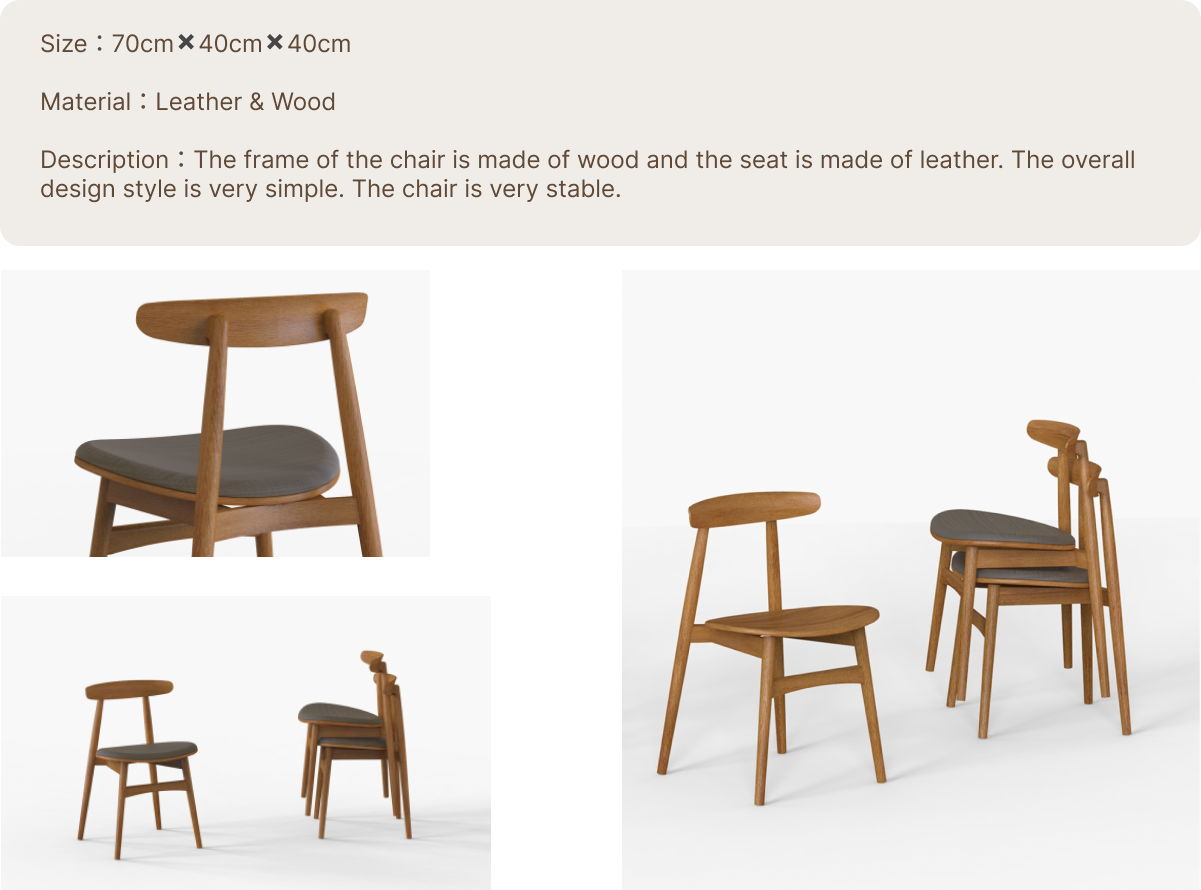 Size：70cm✖40cm✖40cm
Material：Leather & Wood
Description：The frame of the chair is made of wood and the seat is made of leather. The overall
design style is very simple. The chair is very stable.